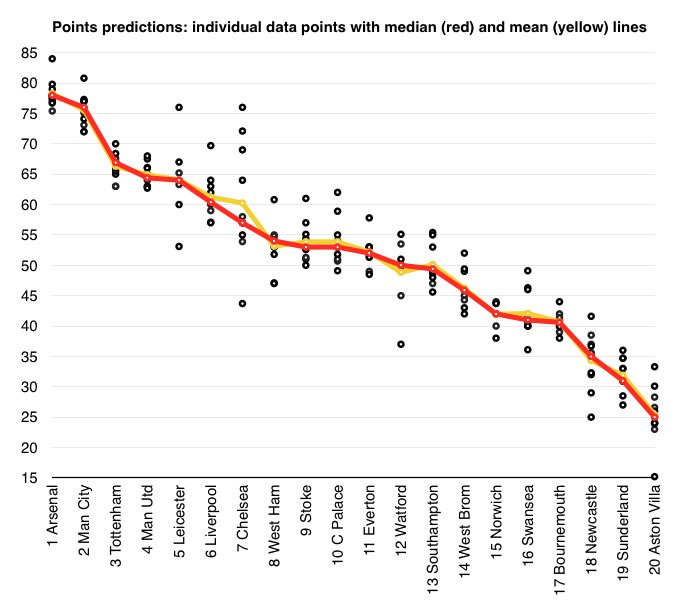 Points predictions: individual data points with median (red) and mean (yellow) lines
85
80
75
70
65
60
55
50
45
40
35
30
25
20
15
1 Arsenal
2 Man City
3 Tottenham
4 Man Utd
5 Leicester
6 Liverpool
7 Chelsea
8 West Ham
9 Stoke
10 C Palace
11 Everton
12 Watford
13 Southampton
14 West Brom
15 Norwich
16 Swansea
17 Bournemouth
18 Newcastle
19 Sunderland
20 Aston Villa